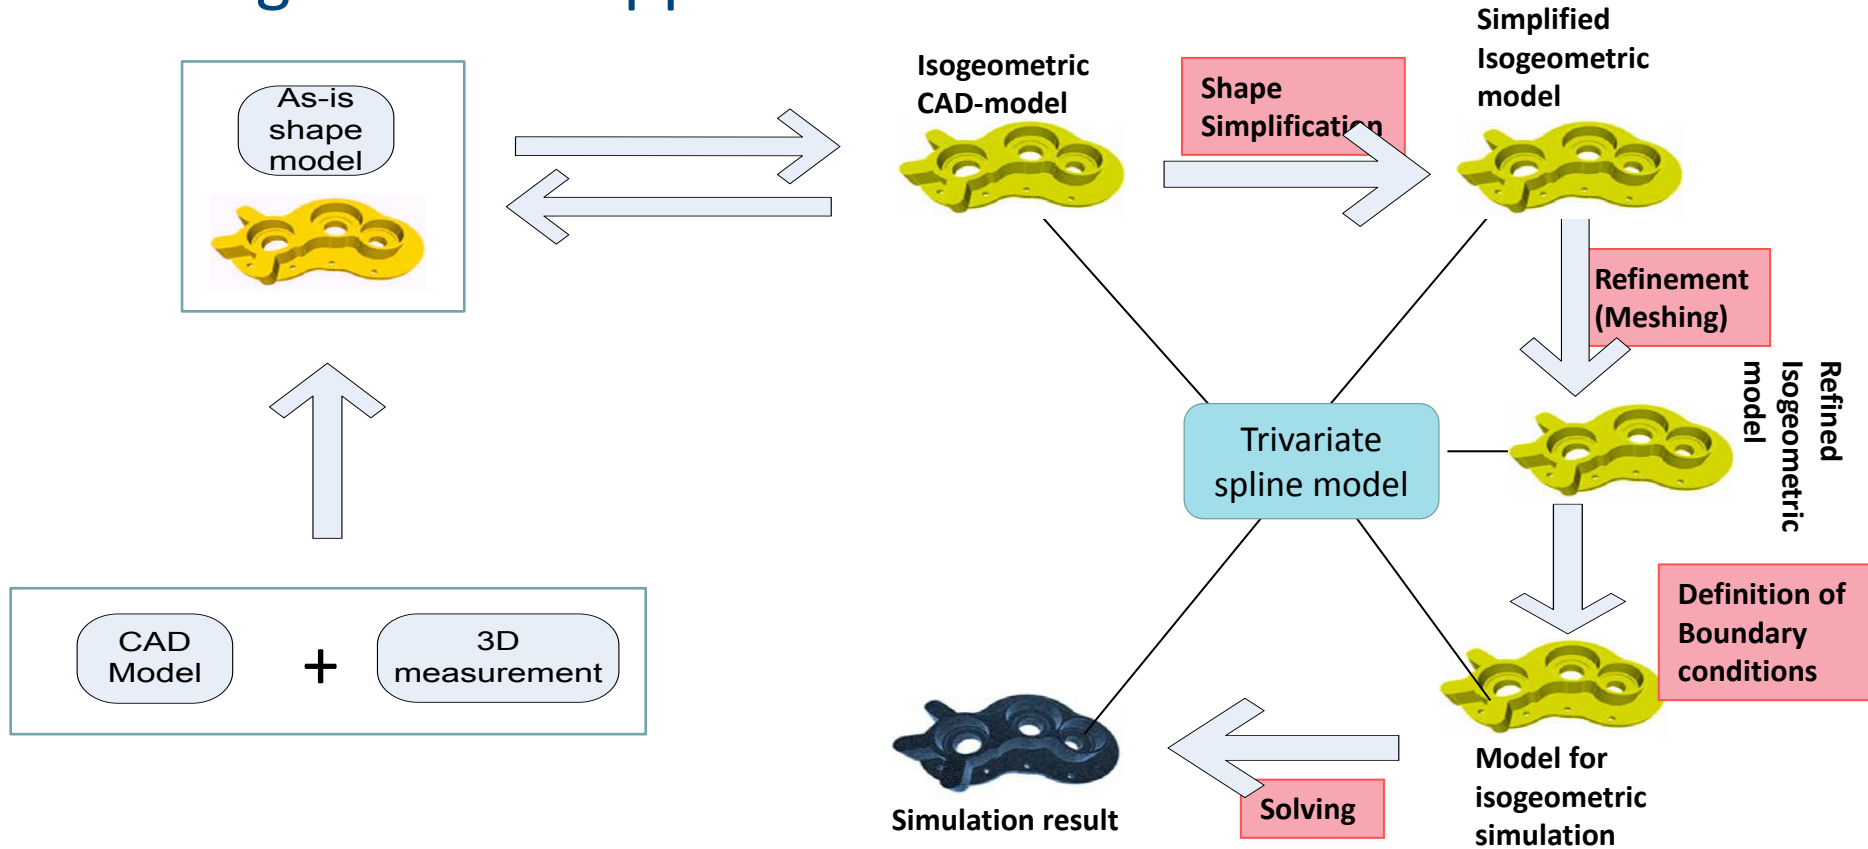 As-is
shape
model
Isogeometric
CAD-model
Shape
Simplification
Simplified
Isogeometric
model
Refinement
(Meshing)
Refined
Isogeometric
model
Trivariate
spline model
Definition of
Boundary
conditions
CAD
Model
+
3D
measurement
Simulation result
Solving
Model for
isogeometric
simulation